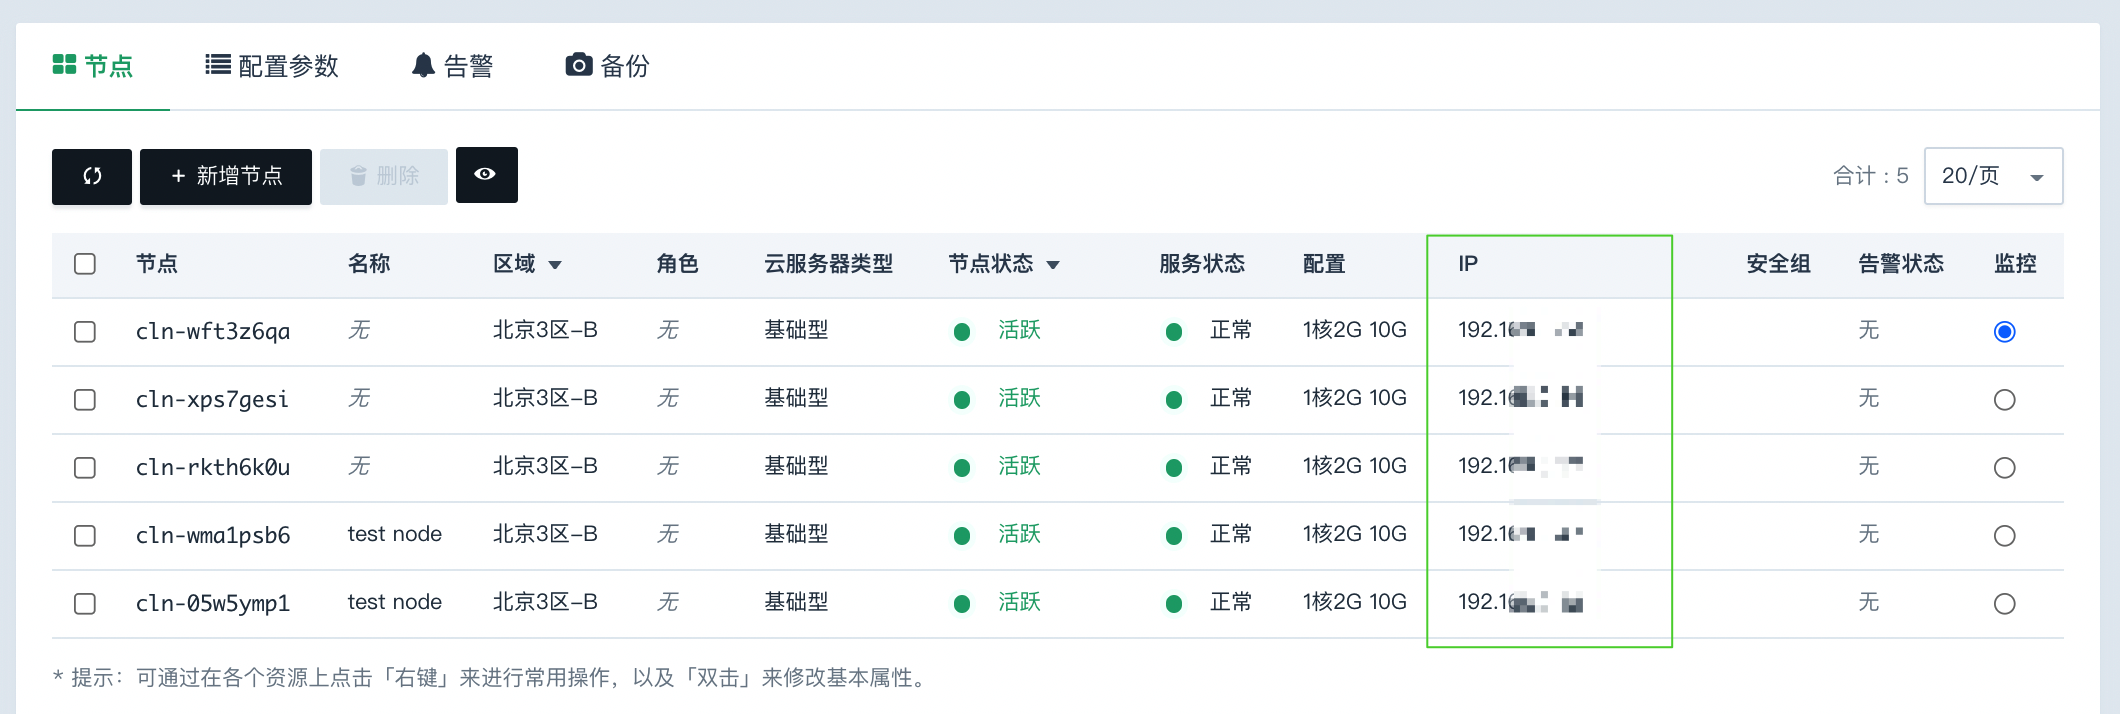 节点 配置参数 告警 备份
+ 新增节点 删除 合计：5 20/页
节点 名称 区域 角色 云服务器类型 节点状态 服务状态 配置 IP 安全组 告警状态 监控
cln-wft3z6qa 无 北京3区-B 无 基础型 活跃 正常 1核2G 10G 192.1 无
cln-xps7gesi 无 北京3区-B 无 基础型 活跃 正常 1核2G 10G 192.1 无
cln-rkth6k0u 无 北京3区-B 无 基础型 活跃 正常 1核2G 10G 192.1 无
cln-wma1psb6 test node 北京3区-B 无 基础型 活跃 正常 1核2G 10G 192.1 无
cln-05w5ymp1 test node 北京3区-B 无 基础型 活跃 正常 1核2G 10G 192.1 无
* 提示：可通过在各个资源上点击「右键」来进行常用操作，以及「双击」来修改基本属性。